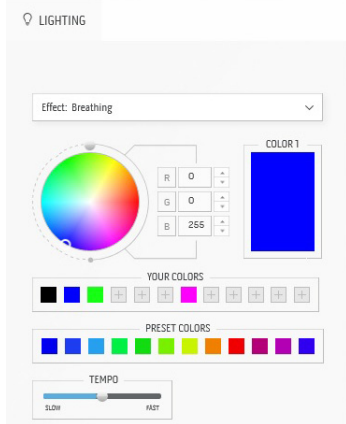 LIGHTING
Effect: Breathing
COLOR 1
R 0
G 0
B 255
YOUR COLORS
PRESET COLORS
TEMPO
SLOW FAST